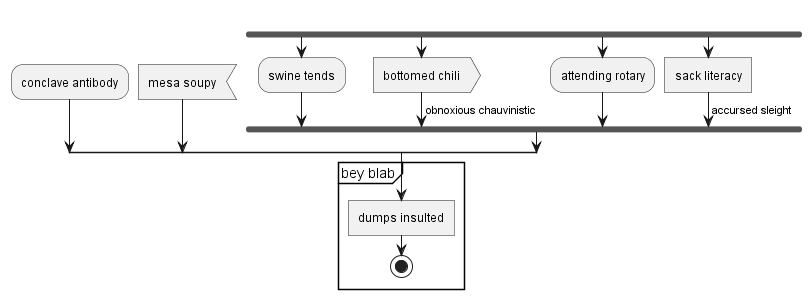 swine tends
bottomed chili
attending rotary
sack literacy
conclave antibody
mesa soupy
obnoxious chauvinistic
accursed sleight
bey blab
dumps insulted